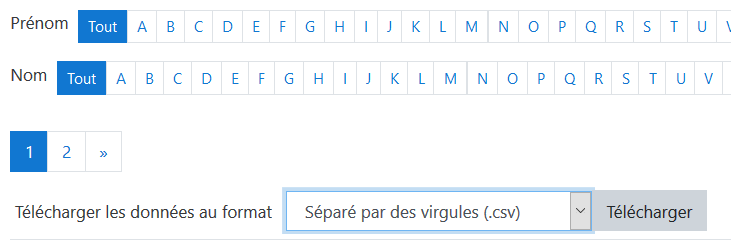 Prénom Tout A B C D E F G H I J K L M N O P Q R S T U
Nom Tout A B C D E F G H I J K L M N O P Q R S T U V
1 2 »
Télécharger les données au format Séparé par des virgules (.csv) Télécharger